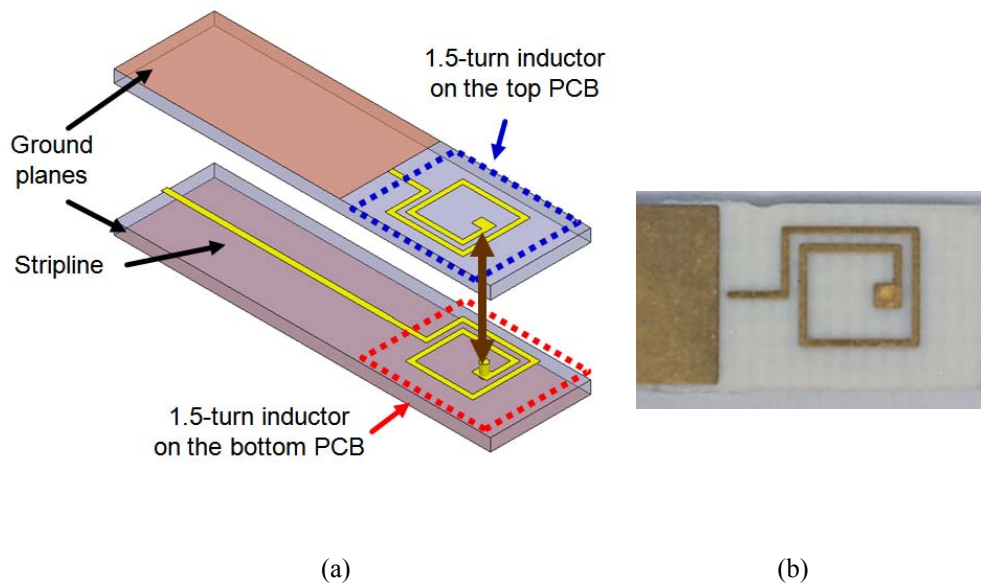 1.5-turn inductor
on the top PCB
Ground
planes
Stripline
1.5-turn inductor
on the bottom PCB
(a)
(b)